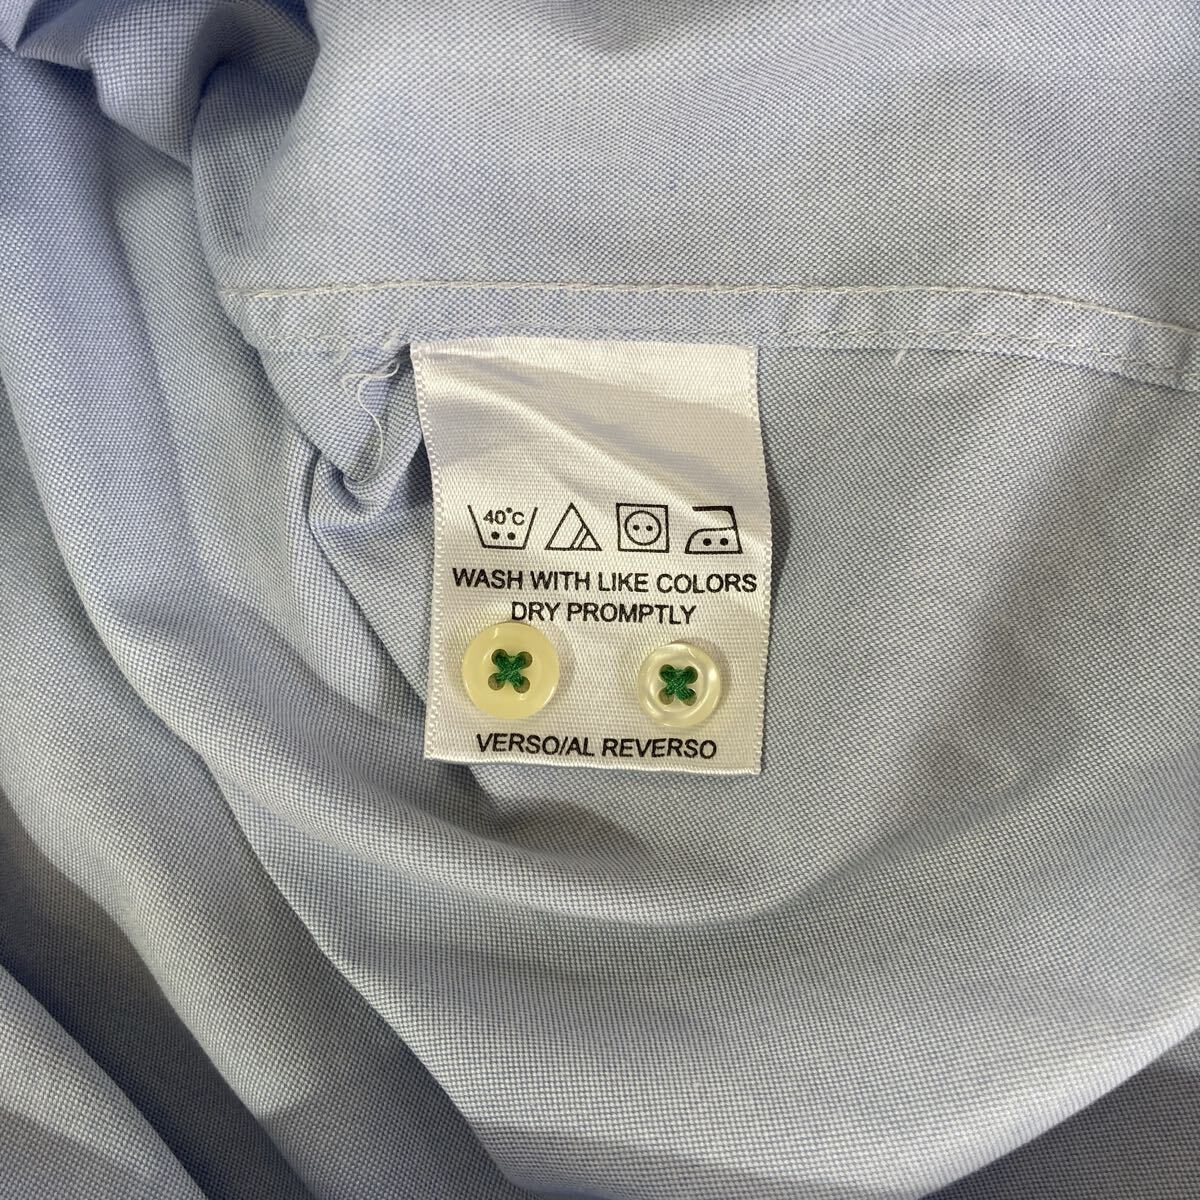 40°C
WASH WITH LIKE COLORS
DRY PROMPTLY
VERSO/AL REVERSO